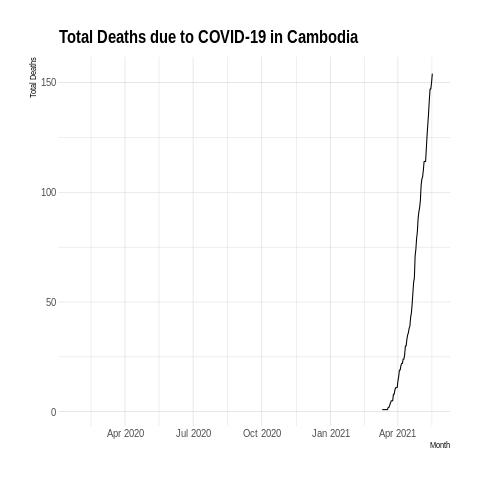 Total Deaths due to COVID-19 in Cambodia
Total Deaths
150
100
50
0
Apr 2020 Jul 2020 Oct 2020 Jan 2021 Apr 2021
Month